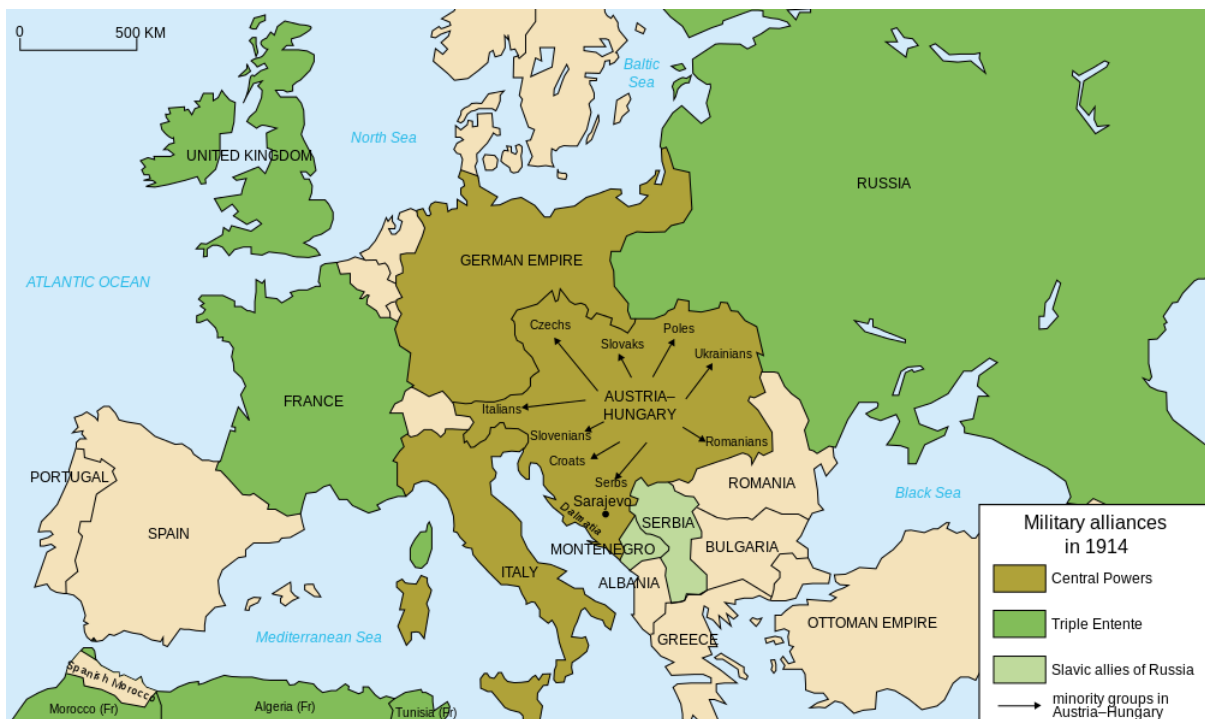 0
500 KM
Baltic
Sea
North Sea
UNITED KINGDOM
RUSSIA
GERMAN EMPIRE
ATLANTIC OCEAN
Czechs
Poles
Slovaks
Ukrainians
AUSTRIA–
HUNGARY
FRANCE
Italians
Slovenians
Romanians
Croats
Serbs
PORTUGAL
ROMANIA
Black Sea
Sarajevo
Dalmatia
SERBIA
SPAIN
MONTENEGRO
BULGARIA
ITALY
ALBANIA
OTTOMAN EMPIRE
Mediterranean Sea
GREECE
Spanish Morocco
Morocco (Fr)
Algeria (Fr)
Tunisia (Fr)
Military alliances
in 1914
Central Powers
Triple Entente
Slavic allies of Russia
minority groups in
Austria–Hungary